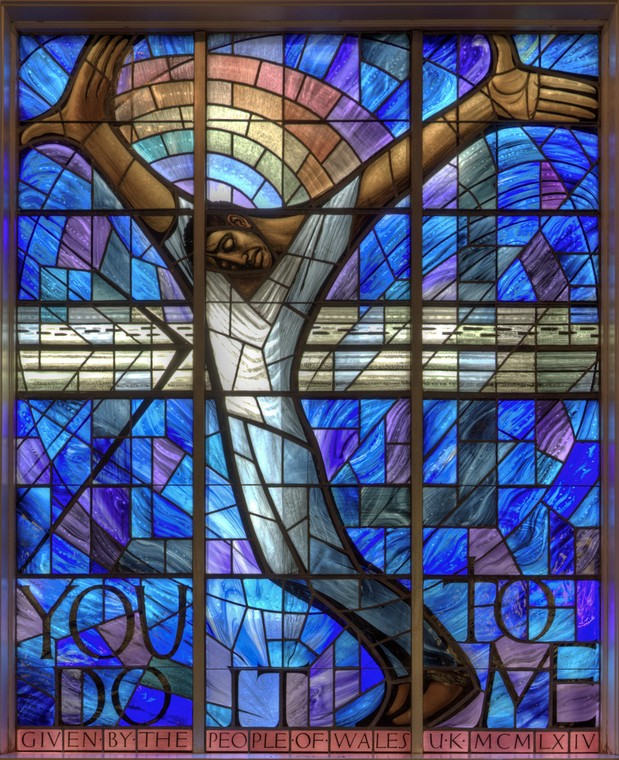 YOU TO
DO IT ME
GIVEN·BY·THE PEOPLE·OF·WALES U·K·MCMLXIV